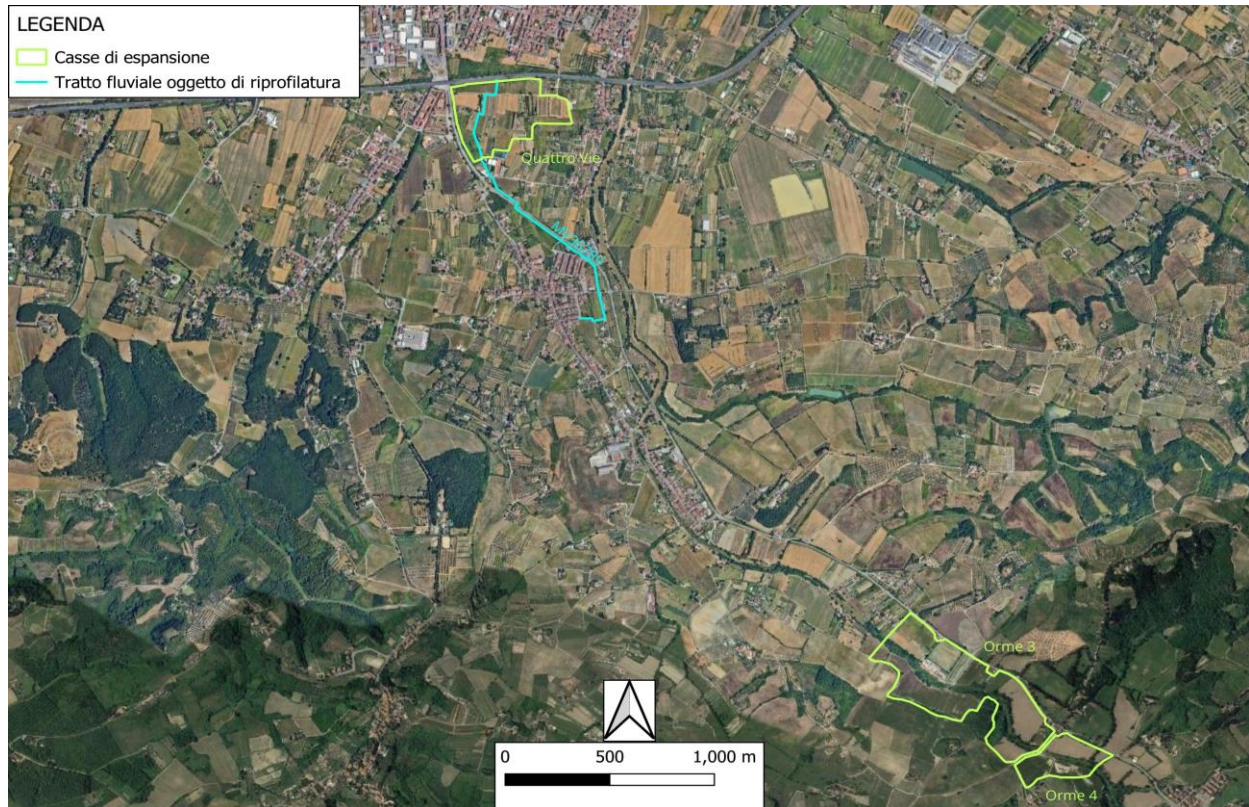 LEGENDA
Casse di espansione
Tratto fluviale oggetto di riprofilatura
Quattro Vie
Orme 3
Orme 4
0 500 1,000 m